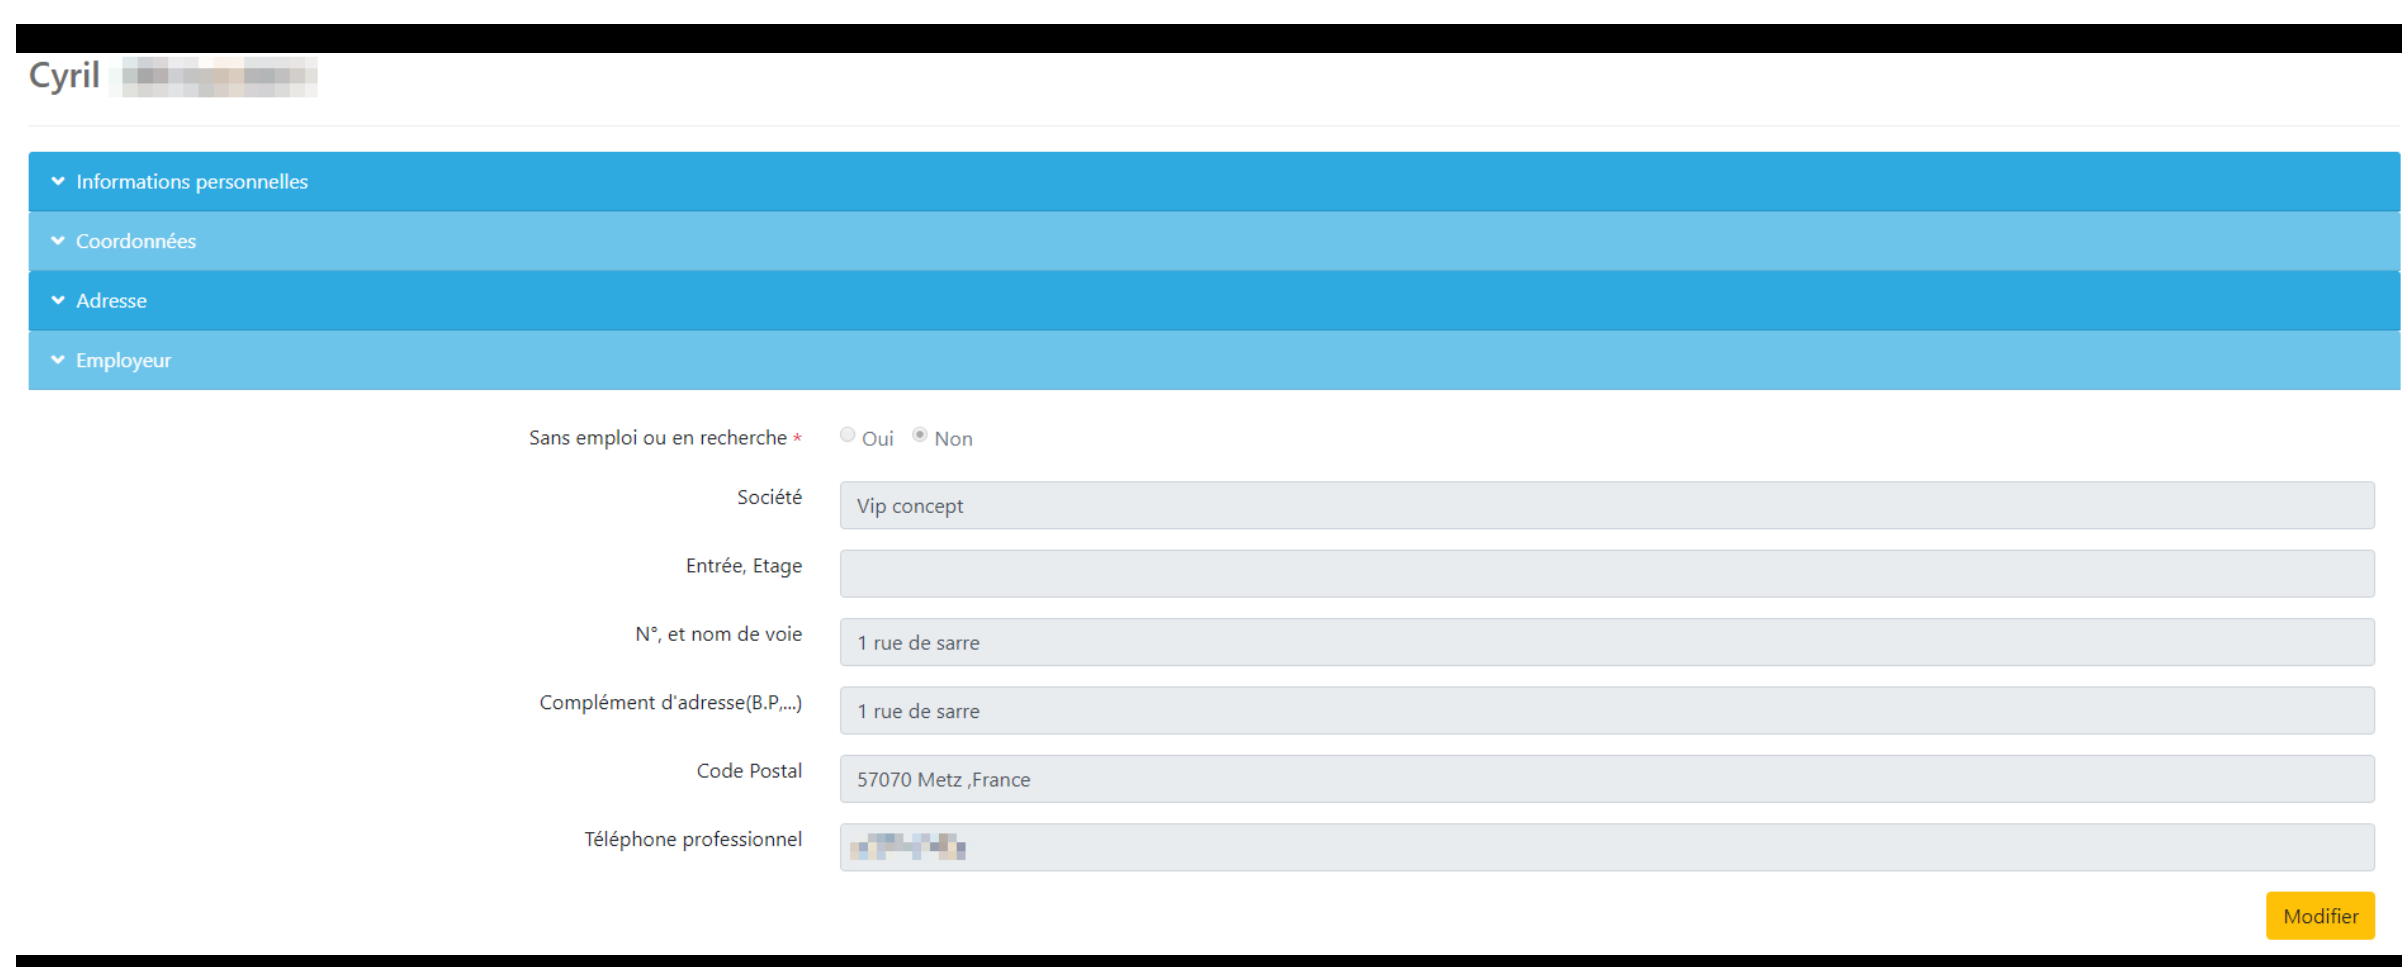 Cyril
Informations personnelles
Coordonnées
Adresse
Employeur
Sans emploi ou en recherche * Oui Non
Société Vip concept
Entrée, Etage
N°, et nom de voie 1 rue de sarre
Complément d'adresse(B.P,...) 1 rue de sarre
Code Postal 57070 Metz ,France
Téléphone professionnel
Modifier